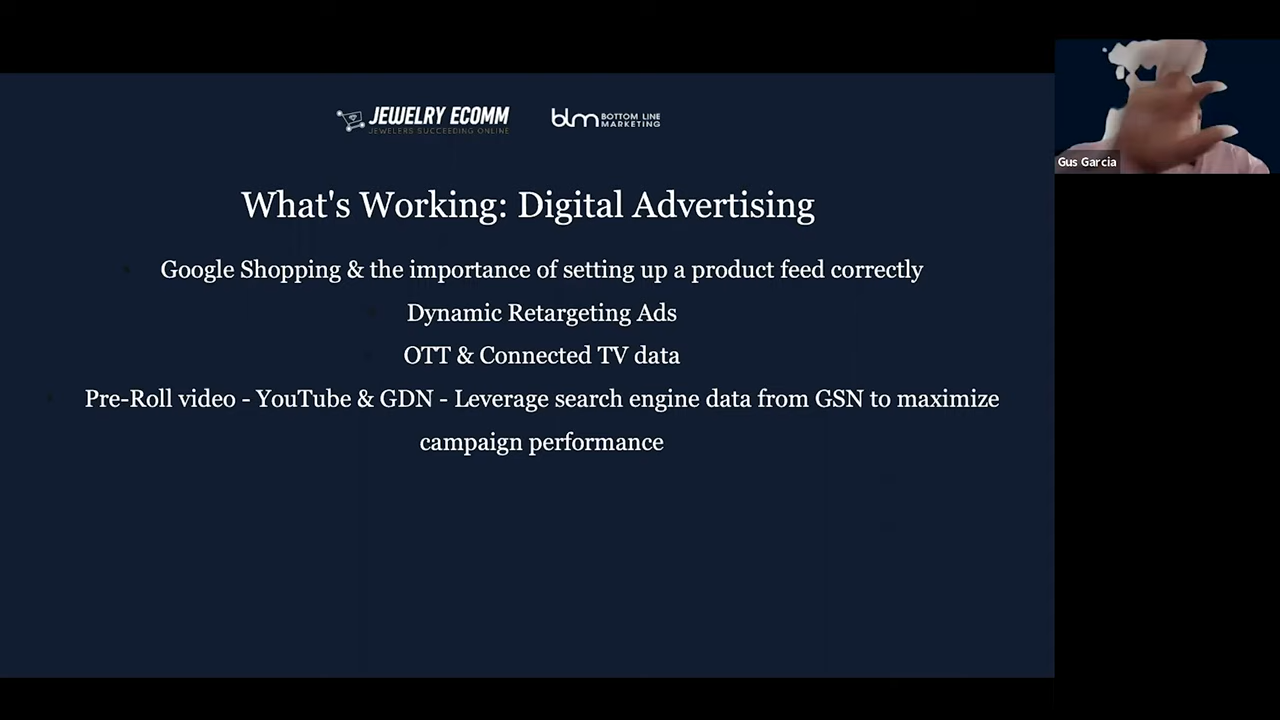 JEWELRY ECOMM
JEWELERS SUCCEEDING ONLINE
blm BOTTOM LINE
MARKETING
Gus Garcia
What's Working: Digital Advertising
Google Shopping & the importance of setting up a product feed correctly
Dynamic Retargeting Ads
OTT & Connected TV data
Pre-Roll video - YouTube & GDN - Leverage search engine data from GSN to maximize
campaign performance